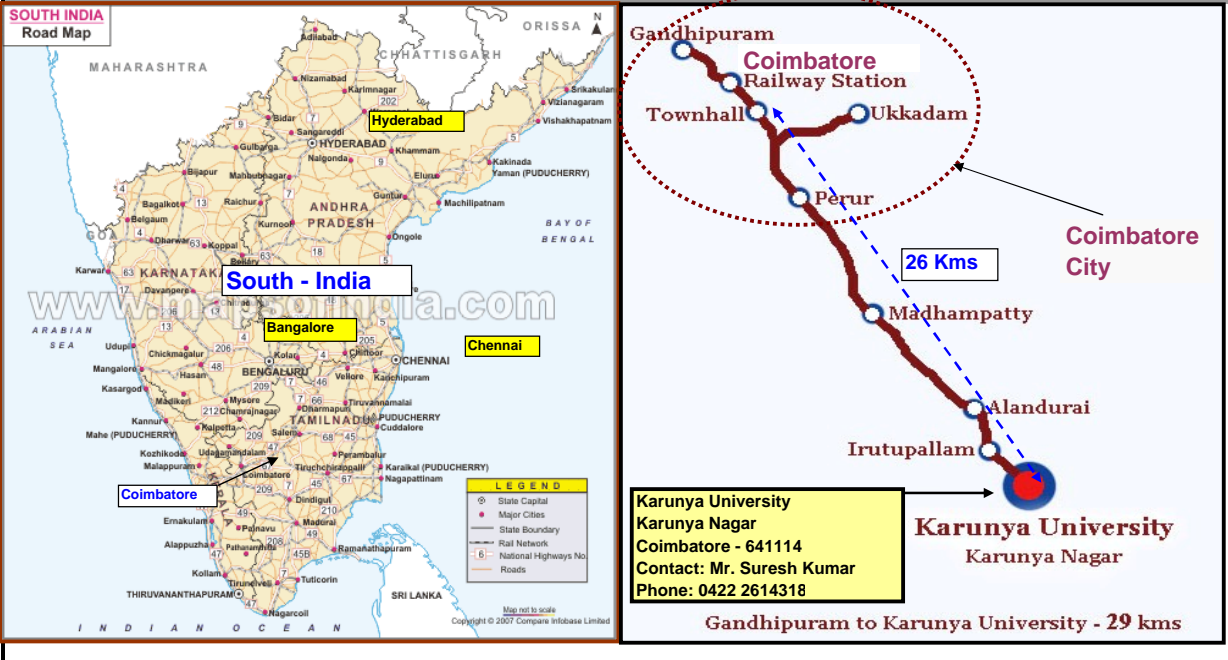 SOUTH INDIA
Road Map
MAHARASHTRA
ORISSA
N
CHHATTISGARH
Adilabad
Nizamabad
Karimnagar
202
Srikakulam
Vizianagaram
Vishakhapatnam
Hyderabad
Bidar
Sangareddi
HYDERABAD
Gulbarga
Nalgonda
Khammam
Kakinada
Yaman (PUDUCHERRY)
Bijapur
Mahbubnagar
Eluru
Bagalkot
Raichur
Guntur
Machilipatnam
Belgaum
ANDHRA
PRADESH
Kurnool
GOA
Dharwar
Koppal
Ongole
BAY OF
BENGAL
Bellary
Karwar
KARNATAKA
South - India
Davangere
www.mapsofindia.com
ARABIAN
SEA
Bangalore
Chennai
Udupi
Chickmagalur
Kolar
Chittoor
CHENNAI
Mangalore
Hassan
BENGALURU
Vellore
Kanchipuram
Kasargod
Madikeri
Mysore
Chamrajnagar
Dharmapuri
Tiruvannamalai
Kannur
TAMILNADU
PUDUCHERRY
Cuddalore
Mahe (PUDUCHERRY)
Kalpetta
Salem
Kozhikode
Udagamandalam
Perambalur
Malappuram
Coimbatore
Tiruchchirappalli
Karaikal (PUDUCHERRY)
Nagapattinam
Coimbatore
KERALA
Dindigul
Ernakulam
Painavu
Madurai
Alappuzha
Pathanamthitta
Ramanathapuram
Kollam
Tirunelveli
Tuticorin
THIRUVANANTHAPURAM
Nagarcoil
SRI LANKA
INDIAN OCEAN
LEGEND
State Capital
Major Cities
State Boundary
Rail Network
6 National Highways No.
Roads
Map not to scale
Copyright © 2007 Compare Infobase Limited
Gandhipuram
Coimbatore
Railway Station
Townhall
Ukkadam
Perur
Coimbatore
City
26 Kms
Madhampatty
Alandurai
Irutupallam
Karunya University
Karunya Nagar
Coimbatore - 641114
Contact: Mr. Suresh Kumar
Phone: 0422 2614318
Karunya University
Karunya Nagar
Gandhipuram to Karunya University - 29 kms